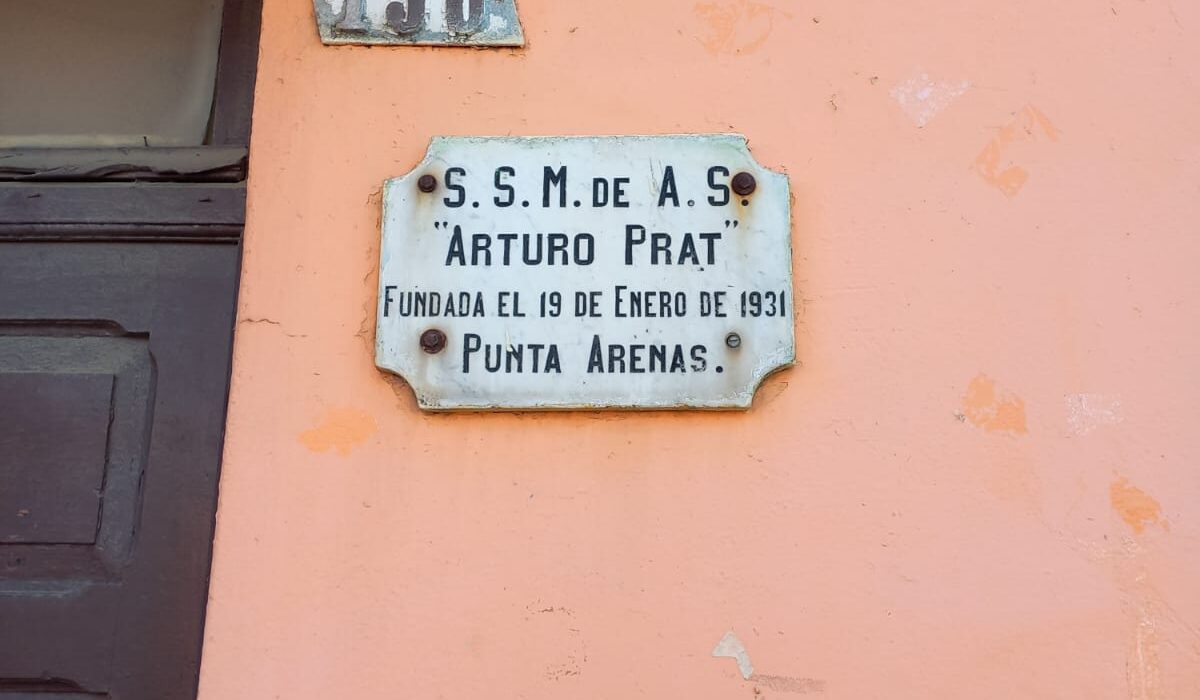 S. S. M. DE A. S.
"ARTURO PRAT"
FUNDADA EL 19 DE ENERO DE 1931
PUNTA ARENAS.